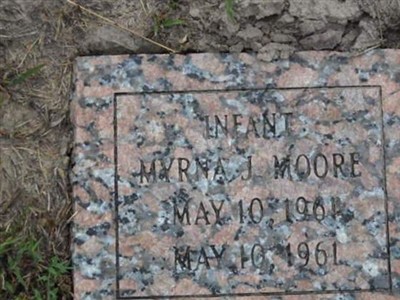 INFANT
MYRNA J. MOORE
MAY 10, 1961
MAY 10, 1961